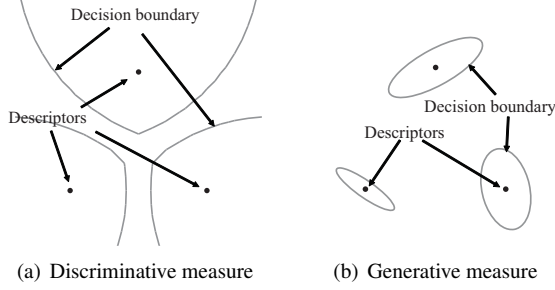 Decision boundary
Descriptors
(a) Discriminative measure
Decision boundary
Descriptors
(b) Generative measure